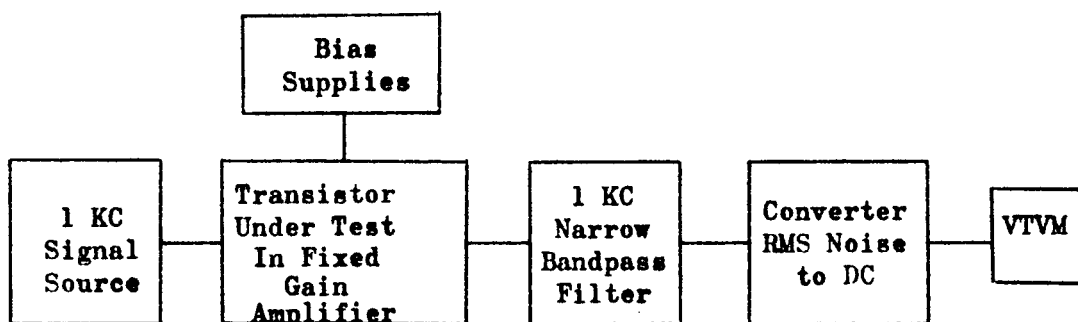 Bias
Supplies
1 KC
Signal
Source
Transistor
Under Test
In Fixed
Gain
Amplifier
1 KC
Narrow
Bandpass
Filter
Converter
RMS Noise
to DC
VTVM